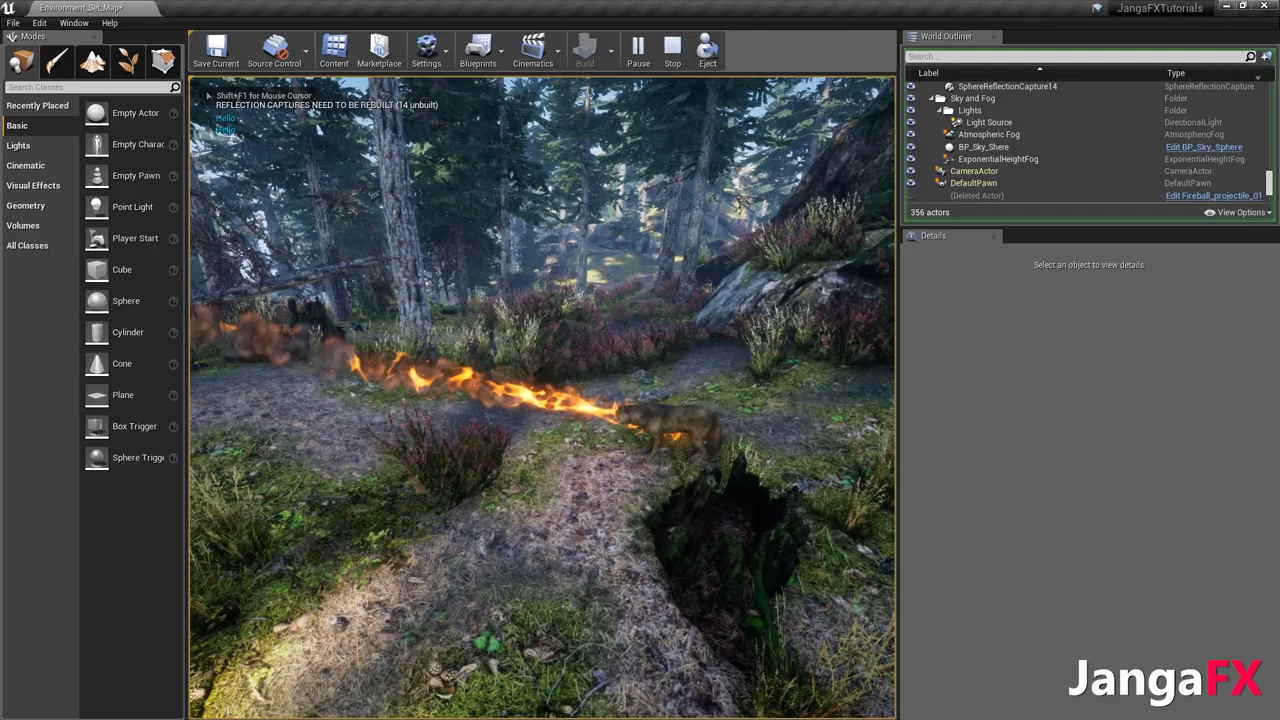 Environment_Set_Map*
JangaFXTutorials
File Edit Window Help
Modes
Search Classes
Recently Placed
Basic
Lights
Cinematic
Visual Effects
Geometry
Volumes
All Classes
Empty Actor
Empty Charac
Empty Pawn
Point Light
Player Start
Cube
Sphere
Cylinder
Cone
Plane
Box Trigger
Sphere Trigg
Save Current
Source Control
Content
Marketplace
Settings
Blueprints
Cinematics
Build
Pause
Stop
Eject
Shift+F1 for Mouse Cursor
REFLECTION CAPTURES NEED TO BE REBUILT (14 unbuilt)
Hello
Hello
World Outliner
Search...
Label Type
SphereReflectionCapture14 SphereReflectionCapture
Sky and Fog Folder
Lights Folder
Light Source DirectionalLight
Atmospheric Fog AtmosphericFog
BP_Sky_Shere Edit BP_Sky_Sphere
ExponentialHeightFog ExponentialHeightFog
CameraActor CameraActor
DefaultPawn DefaultPawn
(Deleted Actor) Edit Fireball_projectile_01
356 actors View Options
Details
Select an object to view details.
JangaFX